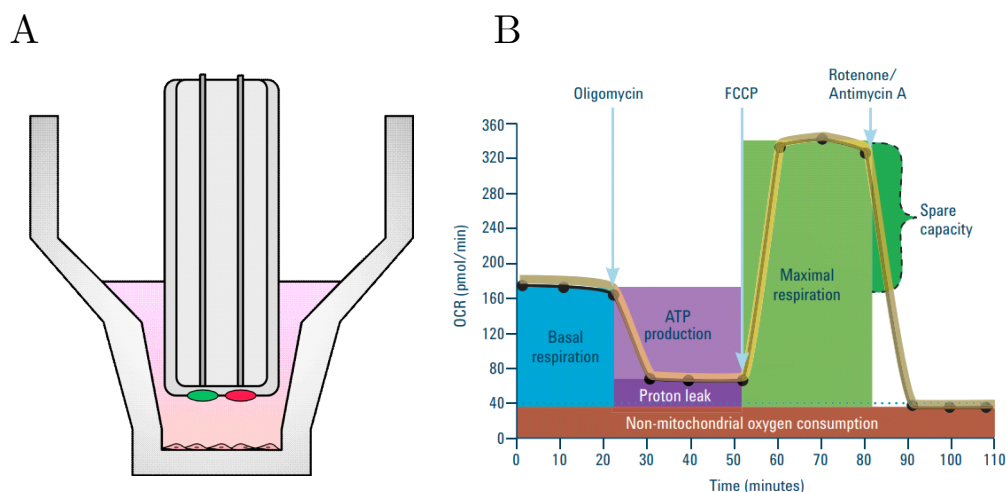 A
B
Oligomycin
FCCP
Rotenone/
Antimycin A
OCR (pmol/min)
360
320
280
240
200
160
120
80
40
0
Basal
respiration
ATP
production
Proton leak
Maximal
respiration
Spare
capacity
Non-mitochondrial oxygen consumption
0 10 20 30 40 50 60 70 80 90 100 110
Time (minutes)